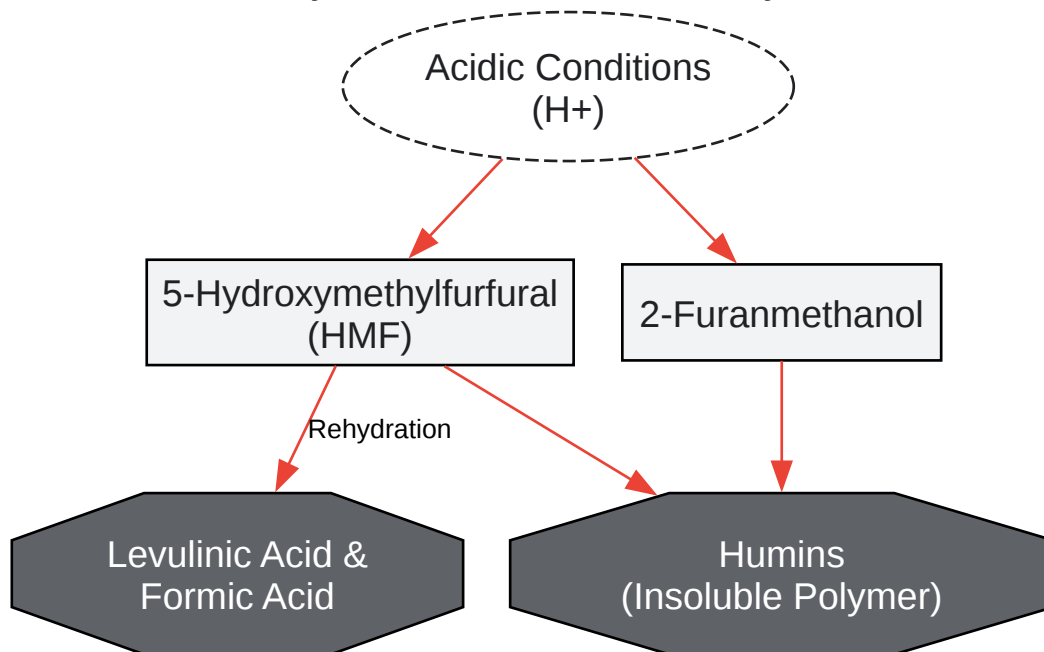 Acidic Conditions
(H+)
5-Hydroxymethylfurfural
(HMF)
2-Furanmethanol
Rehydration
Levulinic Acid &
Formic Acid
Humins
(Insoluble Polymer)